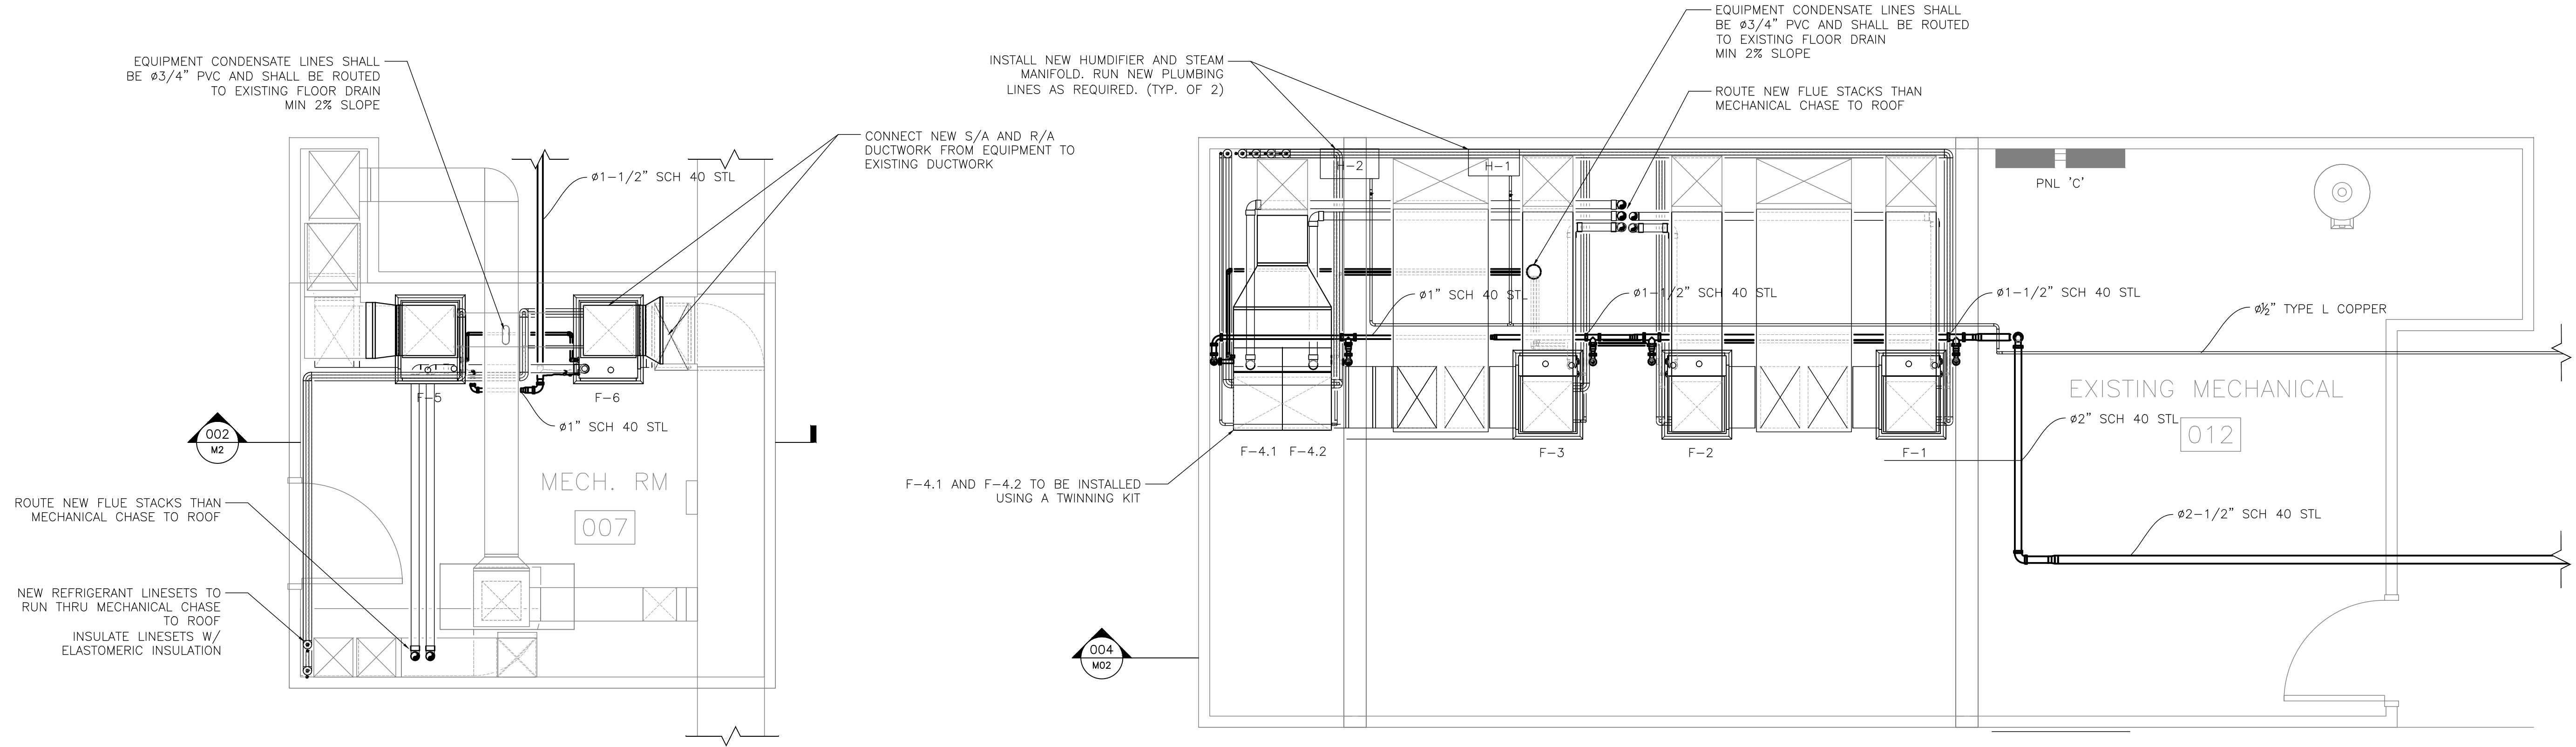 EQUIPMENT CONDENSATE LINES SHALL
BE ø3/4" PVC AND SHALL BE ROUTED
TO EXISTING FLOOR DRAIN
MIN 2% SLOPE
CONNECT NEW S/A AND R/A
DUCTWORK FROM EQUIPMENT TO
EXISTING DUCTWORK
ø1-1/2" SCH 40 STL
F-5
F-6
ø1" SCH 40 STL
002
M2
MECH. RM
007
ROUTE NEW FLUE STACKS THAN
MECHANICAL CHASE TO ROOF
NEW REFRIGERANT LINESETS TO
RUN THRU MECHANICAL CHASE
TO ROOF
INSULATE LINESETS W/
ELASTOMERIC INSULATION
INSTALL NEW HUMDIFIER AND STEAM
MANIFOLD. RUN NEW PLUMBING
LINES AS REQUIRED. (TYP. OF 2)
EQUIPMENT CONDENSATE LINES SHALL
BE ø3/4" PVC AND SHALL BE ROUTED
TO EXISTING FLOOR DRAIN
MIN 2% SLOPE
ROUTE NEW FLUE STACKS THAN
MECHANICAL CHASE TO ROOF
H-2
H-1
PNL 'C'
ø1" SCH 40 STL
ø1-1/2" SCH 40 STL
ø1-1/2" SCH 40 STL
ø½" TYPE L COPPER
EXISTING MECHANICAL
012
ø2" SCH 40 STL
F-4.1
F-4.2
F-3
F-2
F-1
F-4.1 AND F-4.2 TO BE INSTALLED
USING A TWINNING KIT
ø2-1/2" SCH 40 STL
004
M02